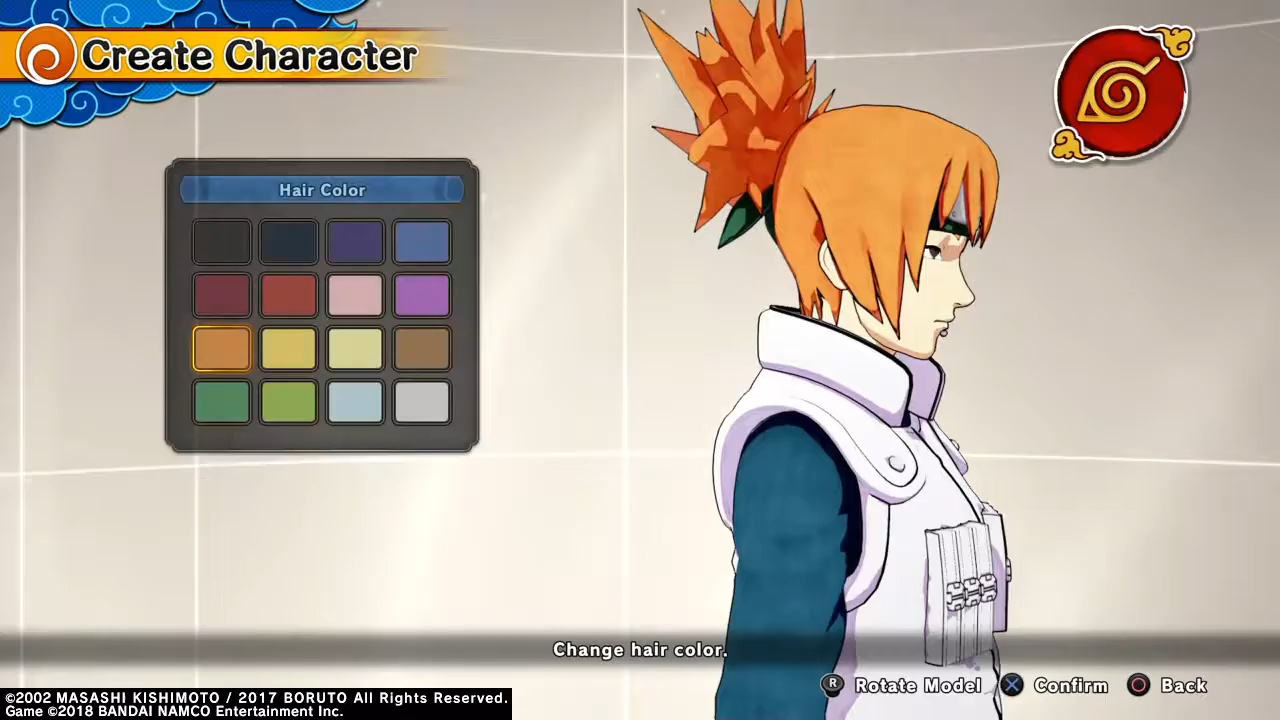 Create Character
Hair Color
Change hair color.
R Rotate Model Confirm Back
©2002 MASASHI KISHIMOTO / 2017 BORUTO All Rights Reserved.
Game ©2018 BANDAI NAMCO Entertainment Inc.